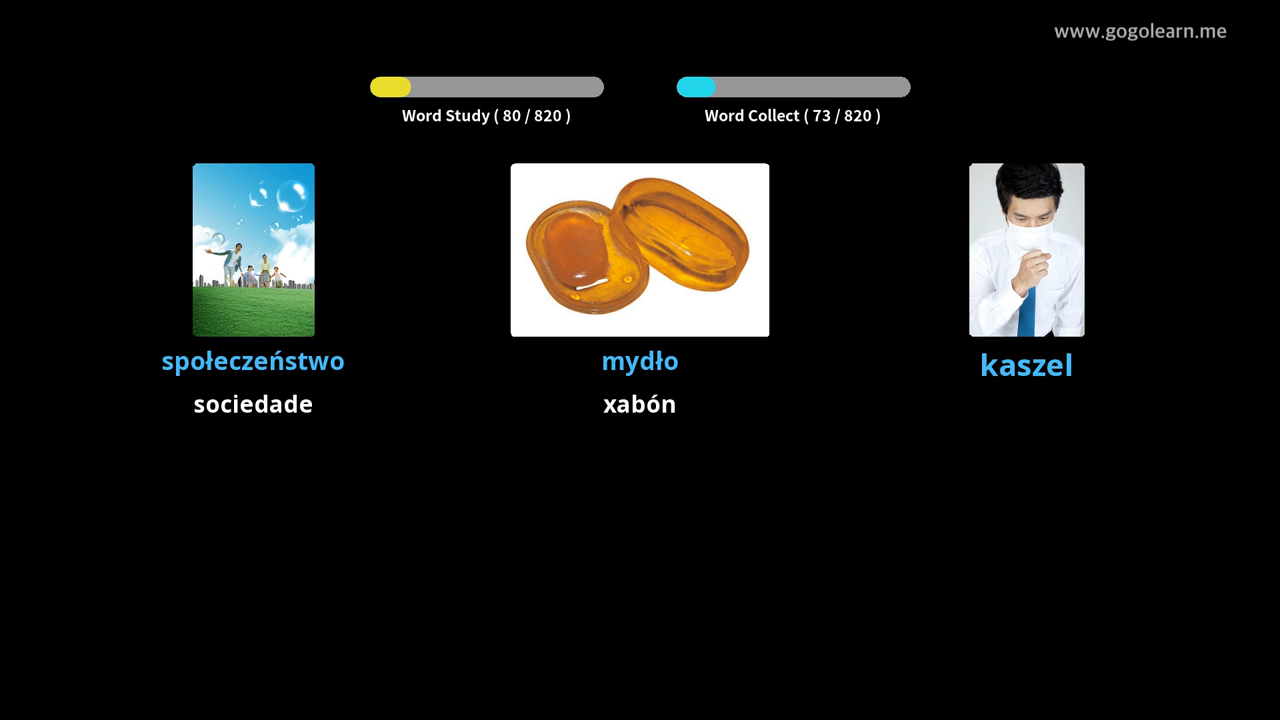 www.gogolearn.me
Word Study ( 80 / 820 )
Word Collect ( 73 / 820 )
społeczeństwo
mydło
kaszel
sociedade
xabón